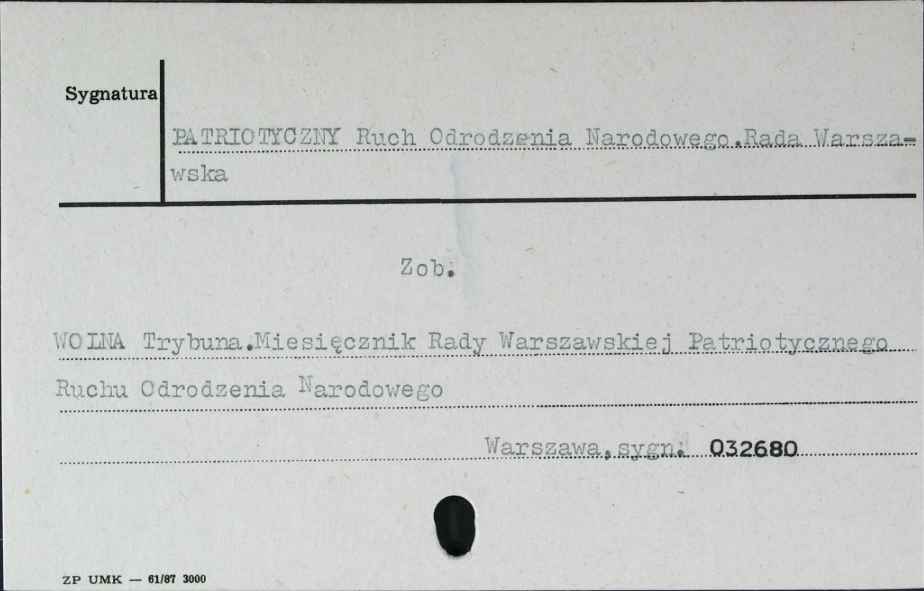 Sygnatura
PATRIOTYCZNY Ruch Odrodzenia Narodowego.Rada Warsza-
wska
Zob.
WOLNA Trybuna.Miesięcznik Rady Warszawskiej Patriotycznego
Ruchu Odrodzenia Narodowego
Warszawa,sygn. 032680
ZP UMK — 61/87 3000